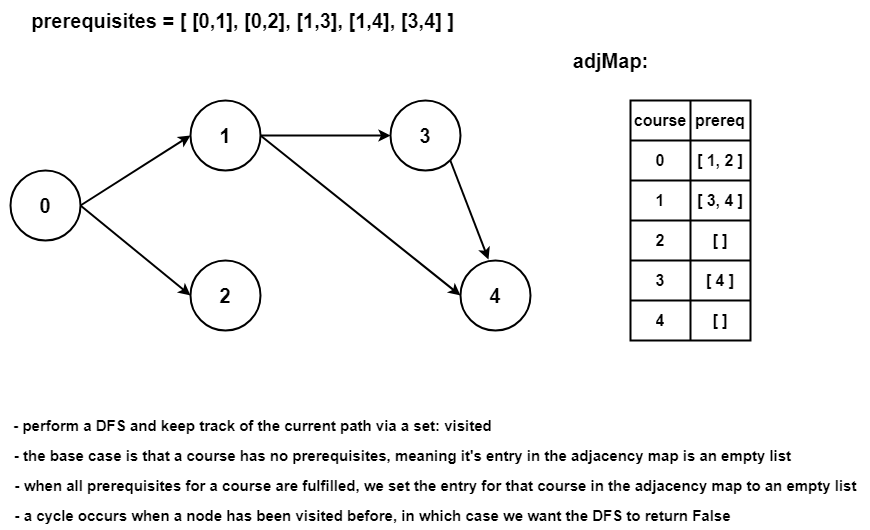 prerequisites = [ [0,1], [0,2], [1,3], [1,4], [3,4] ]
adjMap:
course prereq
0 [ 1, 2 ]
1 [ 3, 4 ]
2 [ ]
3 [ 4 ]
4 [ ]
1
3
0
2
4
- perform a DFS and keep track of the current path via a set: visited
- the base case is that a course has no prerequisites, meaning it's entry in the adjacency map is an empty list
- when all prerequisites for a course are fulfilled, we set the entry for that course in the adjacency map to an empty list
- a cycle occurs when a node has been visited before, in which case we want the DFS to return False